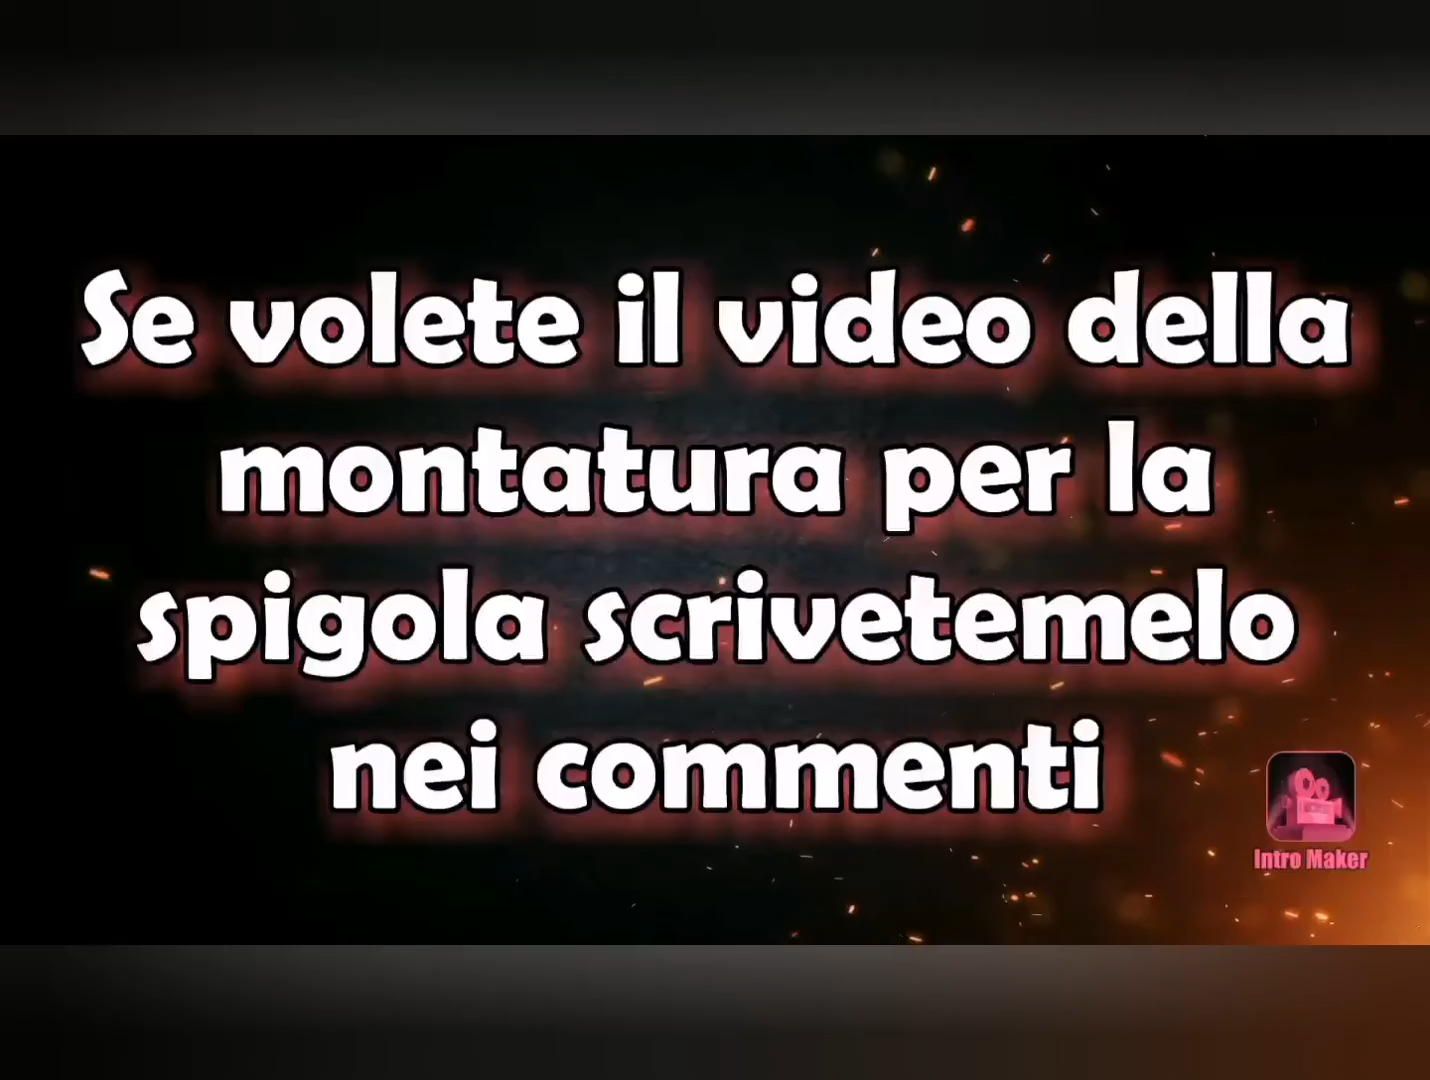 Se volete il video della
montatura per la
spigola scrivetemelo
nei commenti
Intro Maker